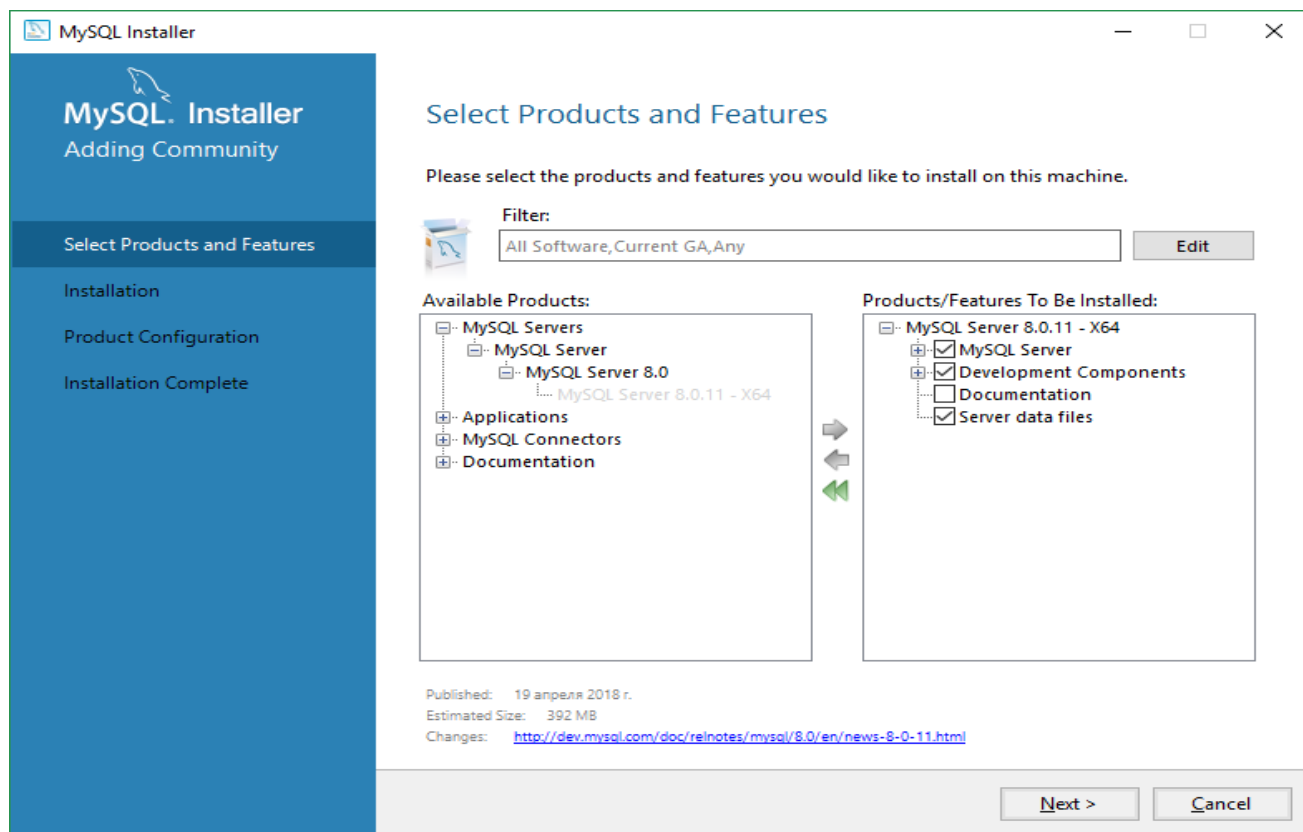 MySQL Installer
MySQL. Installer
Adding Community
Select Products and Features
Installation
Product Configuration
Installation Complete
Select Products and Features
Please select the products and features you would like to install on this machine.
Filter:
All Software,Current GA,Any
Edit
Available Products:
MySQL Servers
MySQL Server
MySQL Server 8.0
MySQL Server 8.0.11 - X64
Applications
MySQL Connectors
Documentation
Products/Features To Be Installed:
MySQL Server 8.0.11 - X64
MySQL Server
Development Components
Documentation
Server data files
Published: 19 апреля 2018 г.
Estimated Size: 392 MB
Changes: http://dev.mysql.com/doc/relnotes/mysql/8.0/en/news-8-0-11.html
Next >
Cancel